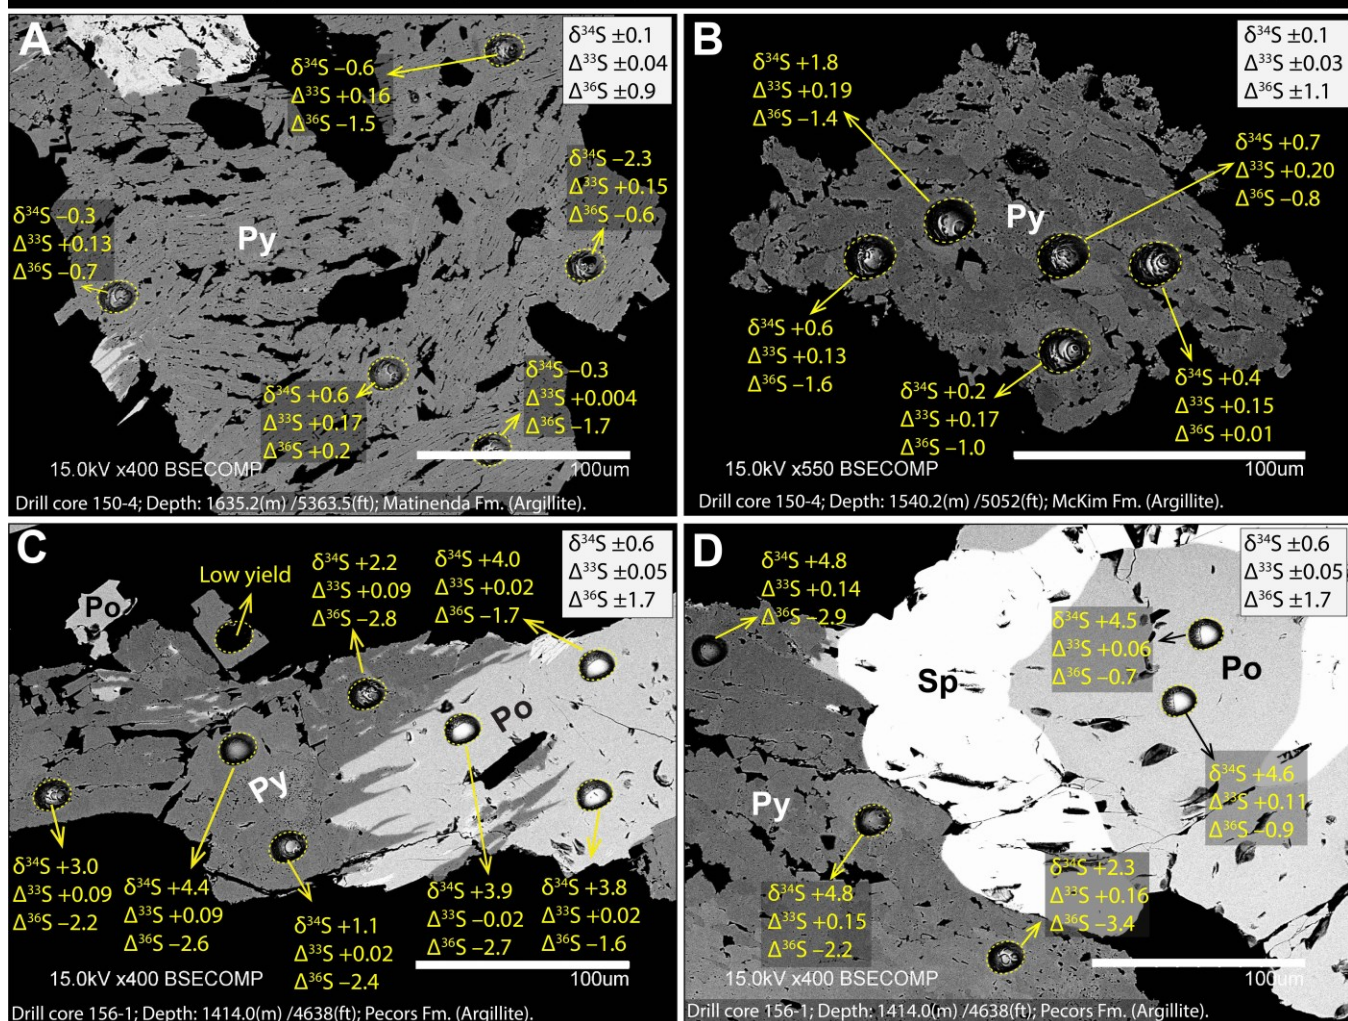 A
δ³⁴S ±0.1
Δ³³S ±0.04
Δ³⁶S ±0.9
δ³⁴S −0.6
Δ³³S +0.16
Δ³⁶S −1.5
δ³⁴S −2.3
Δ³³S +0.15
Δ³⁶S −0.6
δ³⁴S −0.3
Δ³³S +0.13
Δ³⁶S −0.7
Py
δ³⁴S +0.6
Δ³³S +0.17
Δ³⁶S +0.2
δ³⁴S −0.3
Δ³³S +0.004
Δ³⁶S −1.7
15.0kV x400 BSECOMP
100um
Drill core 150-4; Depth: 1635.2(m) /5363.5(ft); Matinenda Fm. (Argillite).
B
δ³⁴S ±0.1
Δ³³S ±0.03
Δ³⁶S ±1.1
δ³⁴S +1.8
Δ³³S +0.19
Δ³⁶S −1.4
δ³⁴S +0.7
Δ³³S +0.20
Δ³⁶S −0.8
Py
δ³⁴S +0.6
Δ³³S +0.13
Δ³⁶S −1.6
δ³⁴S +0.2
Δ³³S +0.17
Δ³⁶S −1.0
δ³⁴S +0.4
Δ³³S +0.15
Δ³⁶S +0.01
15.0kV x550 BSECOMP
100um
Drill core 150-4; Depth: 1540.2(m) /5052(ft); McKim Fm. (Argillite).
C
δ³⁴S ±0.6
Δ³³S ±0.05
Δ³⁶S ±1.7
Low yield
Po
δ³⁴S +2.2
Δ³³S +0.09
Δ³⁶S −2.8
δ³⁴S +4.0
Δ³³S +0.02
Δ³⁶S −1.7
Po
Py
δ³⁴S +3.0
Δ³³S +0.09
Δ³⁶S −2.2
δ³⁴S +4.4
Δ³³S +0.09
Δ³⁶S −2.6
δ³⁴S +1.1
Δ³³S +0.02
Δ³⁶S −2.4
δ³⁴S +3.9
Δ³³S −0.02
Δ³⁶S −2.7
δ³⁴S +3.8
Δ³³S +0.02
Δ³⁶S −1.6
15.0kV x400 BSECOMP
100um
Drill core 156-1; Depth: 1414.0(m) /4638(ft); Pecors Fm. (Argillite).
D
δ³⁴S ±0.6
Δ³³S ±0.05
Δ³⁶S ±1.7
δ³⁴S +4.8
Δ³³S +0.14
Δ³⁶S −2.9
δ³⁴S +4.5
Δ³³S +0.06
Δ³⁶S −0.7
Sp
Po
Py
δ³⁴S +4.6
Δ³³S +0.11
Δ³⁶S −0.9
δ³⁴S +4.8
Δ³³S +0.15
Δ³⁶S −2.2
δ³⁴S +2.3
Δ³³S +0.16
Δ³⁶S −3.4
15.0kV x400 BSECOMP
100um
Drill core 156-1; Depth: 1414.0(m) /4638(ft); Pecors Fm. (Argillite).